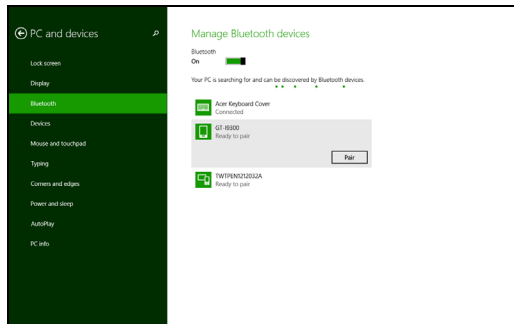 PC and devices
Lock screen
Display
Bluetooth
Devices
Mouse and touchpad
Typing
Corners and edges
Power and sleep
AutoPlay
PC info
Manage Bluetooth devices
Bluetooth
On
Your PC is searching for and can be discovered by Bluetooth devices.
Acer Keyboard Cover
Connected
GT-I9300
Ready to pair
Pair
TWTPEN1212032A
Ready to pair